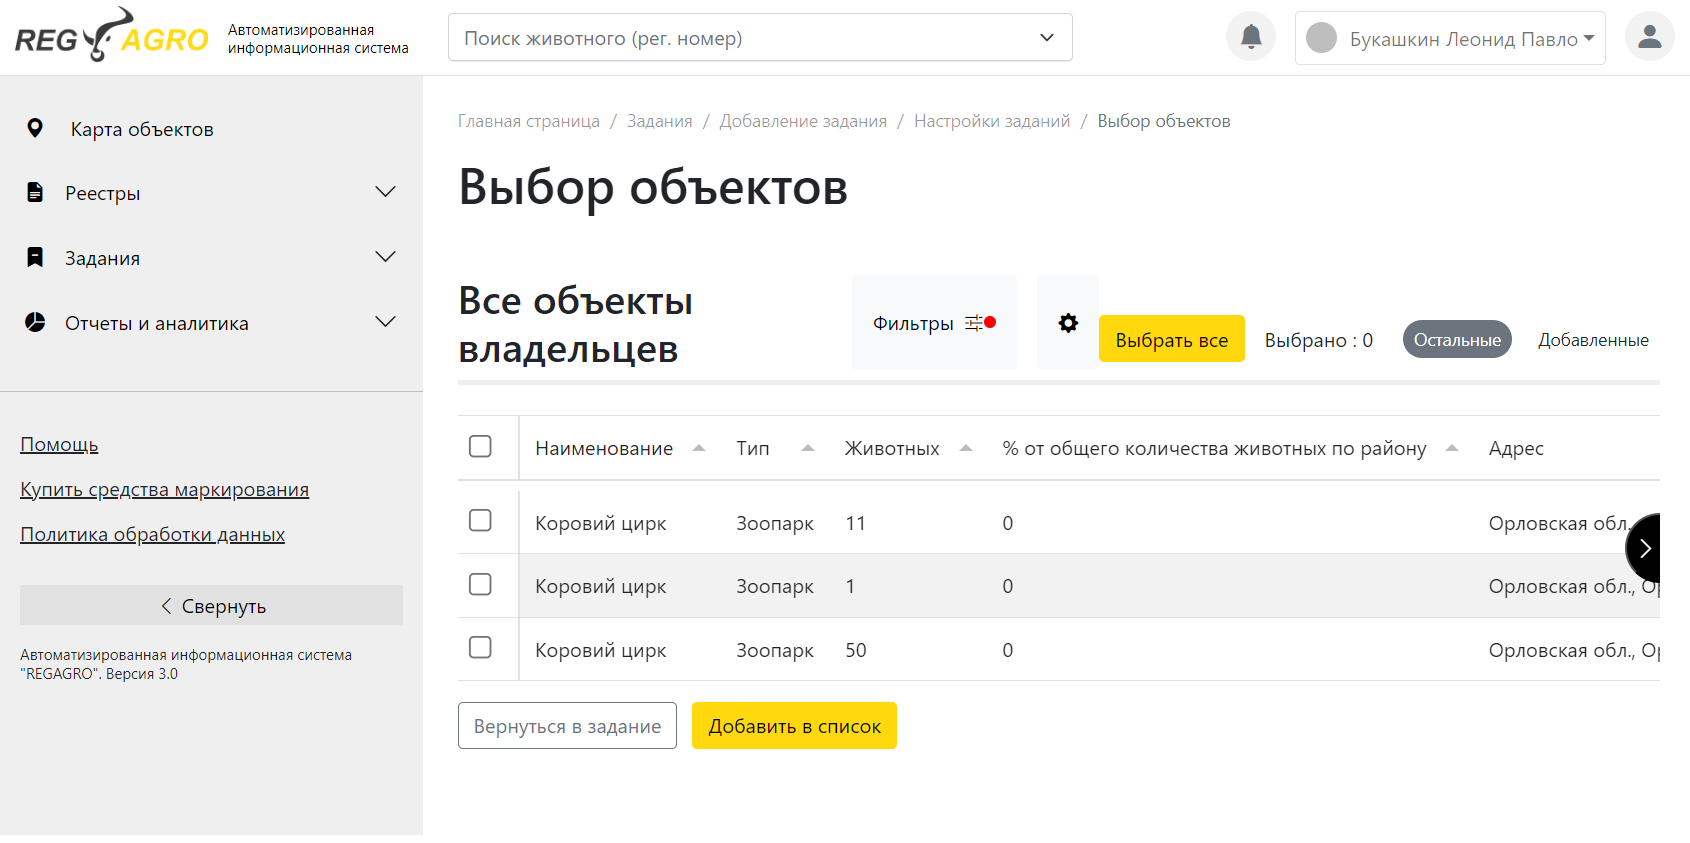 REG AGRO
Автоматизированная
информационная система
Поиск животного (рег. номер)
Букашкин Леонид Павло
Карта объектов
Реестры
Задания
Отчеты и аналитика
Помощь
Купить средства маркирования
Политика обработки данных
Свернуть
Автоматизированная информационная система
"REGAGRO". Версия 3.0
Главная страница / Задания / Добавление задания / Настройки заданий / Выбор объектов
Выбор объектов
Все объекты
владельцев
Фильтры
Выбрать все
Выбрано : 0
Остальные
Добавленные
Наименование Тип Животных % от общего количества животных по району Адрес
Коровий цирк Зоопарк 11 0 Орловская обл.,
Коровий цирк Зоопарк 1 0 Орловская обл.,
Коровий цирк Зоопарк 50 0 Орловская обл.,
Вернуться в задание
Добавить в список